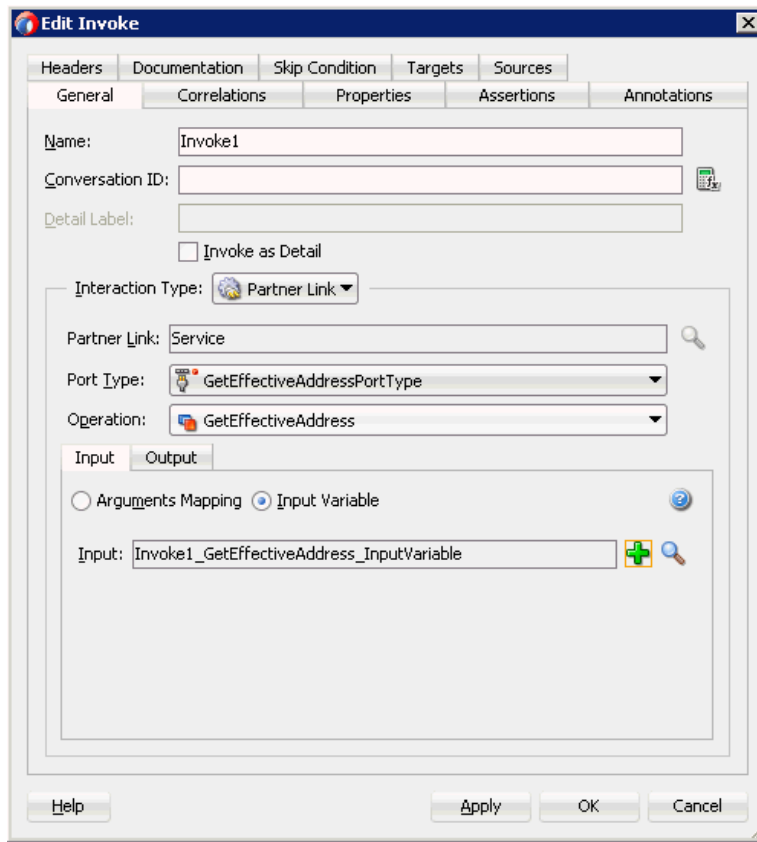 Edit Invoke
Headers Documentation Skip Condition Targets Sources
General Correlations Properties Assertions Annotations
Name: Invoke1
Conversation ID:
Detail Label:
Invoke as Detail
Interaction Type: Partner Link
Partner Link: Service
Port Type: GetEffectiveAddressPortType
Operation: GetEffectiveAddress
Input Output
Arguments Mapping Input Variable
Input: Invoke1_GetEffectiveAddress_InputVariable
Help Apply OK Cancel